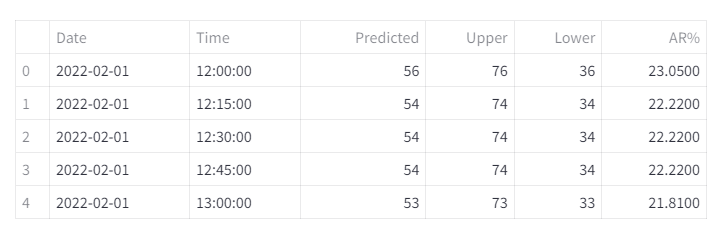 Date Time Predicted Upper Lower AR%
0 2022-02-01 12:00:00 56 76 36 23.0500
1 2022-02-01 12:15:00 54 74 34 22.2200
2 2022-02-01 12:30:00 54 74 34 22.2200
3 2022-02-01 12:45:00 54 74 34 22.2200
4 2022-02-01 13:00:00 53 73 33 21.8100